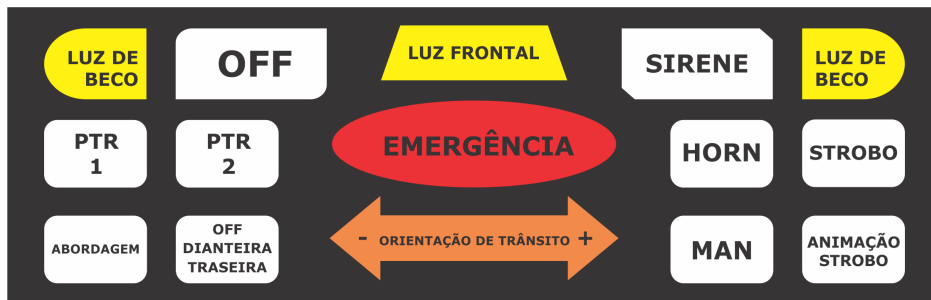 LUZ DE
BECO
OFF
LUZ FRONTAL
SIRENE
LUZ DE
BECO
PTR
1
PTR
2
EMERGÊNCIA
HORN
STROBO
ABORDAGEM
OFF
DIANTEIRA
TRASEIRA
- ORIENTAÇÃO DE TRÂNSITO +
MAN
ANIMAÇÃO
STROBO